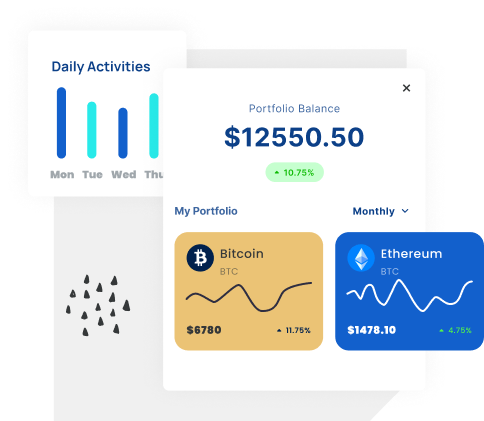 Daily Activities
Mon Tue Wed Thu
Portfolio Balance
$12550.50
10.75%
My Portfolio
Monthly
Bitcoin
BTC
$6780
11.75%
Ethereum
BTC
$1478.10
4.75%